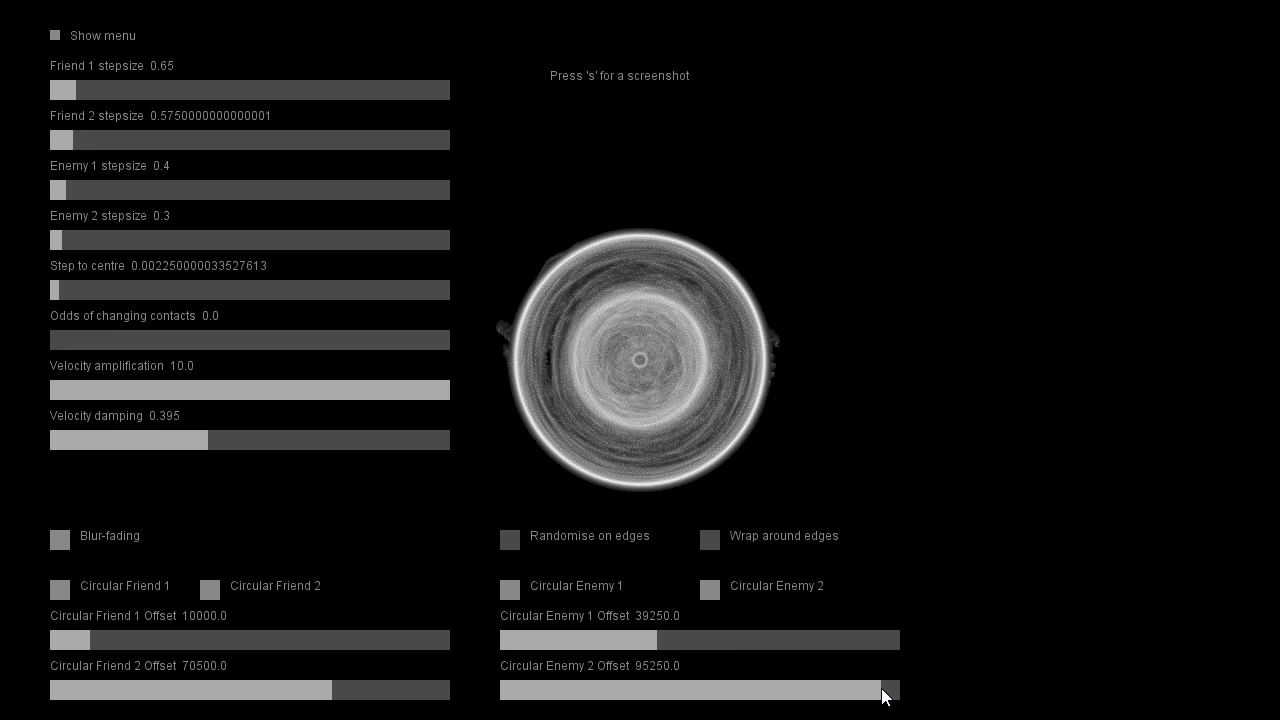 Show menu
Friend 1 stepsize 0.65
Press 's' for a screenshot
Friend 2 stepsize 0.5750000000000001
Enemy 1 stepsize 0.4
Enemy 2 stepsize 0.3
Step to centre 0.002250000033527613
Odds of changing contacts 0.0
Velocity amplification 10.0
Velocity damping 0.395
Blur-fading
Randomise on edges
Wrap around edges
Circular Friend 1
Circular Friend 2
Circular Enemy 1
Circular Enemy 2
Circular Friend 1 Offset 10000.0
Circular Enemy 1 Offset 39250.0
Circular Friend 2 Offset 70500.0
Circular Enemy 2 Offset 95250.0